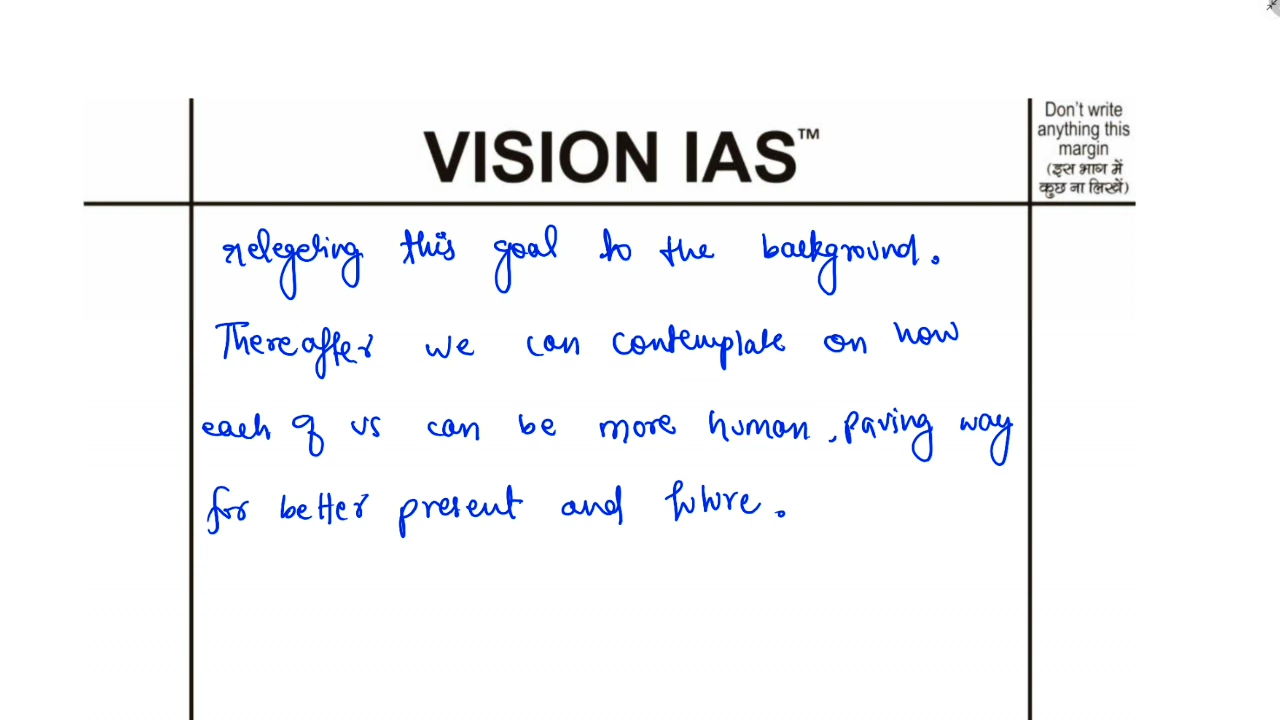 VISION IAS™
Don't write
anything this
margin
(इस भाग में
कुछ ना लिखें)
relegeting this goal to the background.
Thereafter we can contemplate on how
each of us can be more human, paving way
for better present and future.